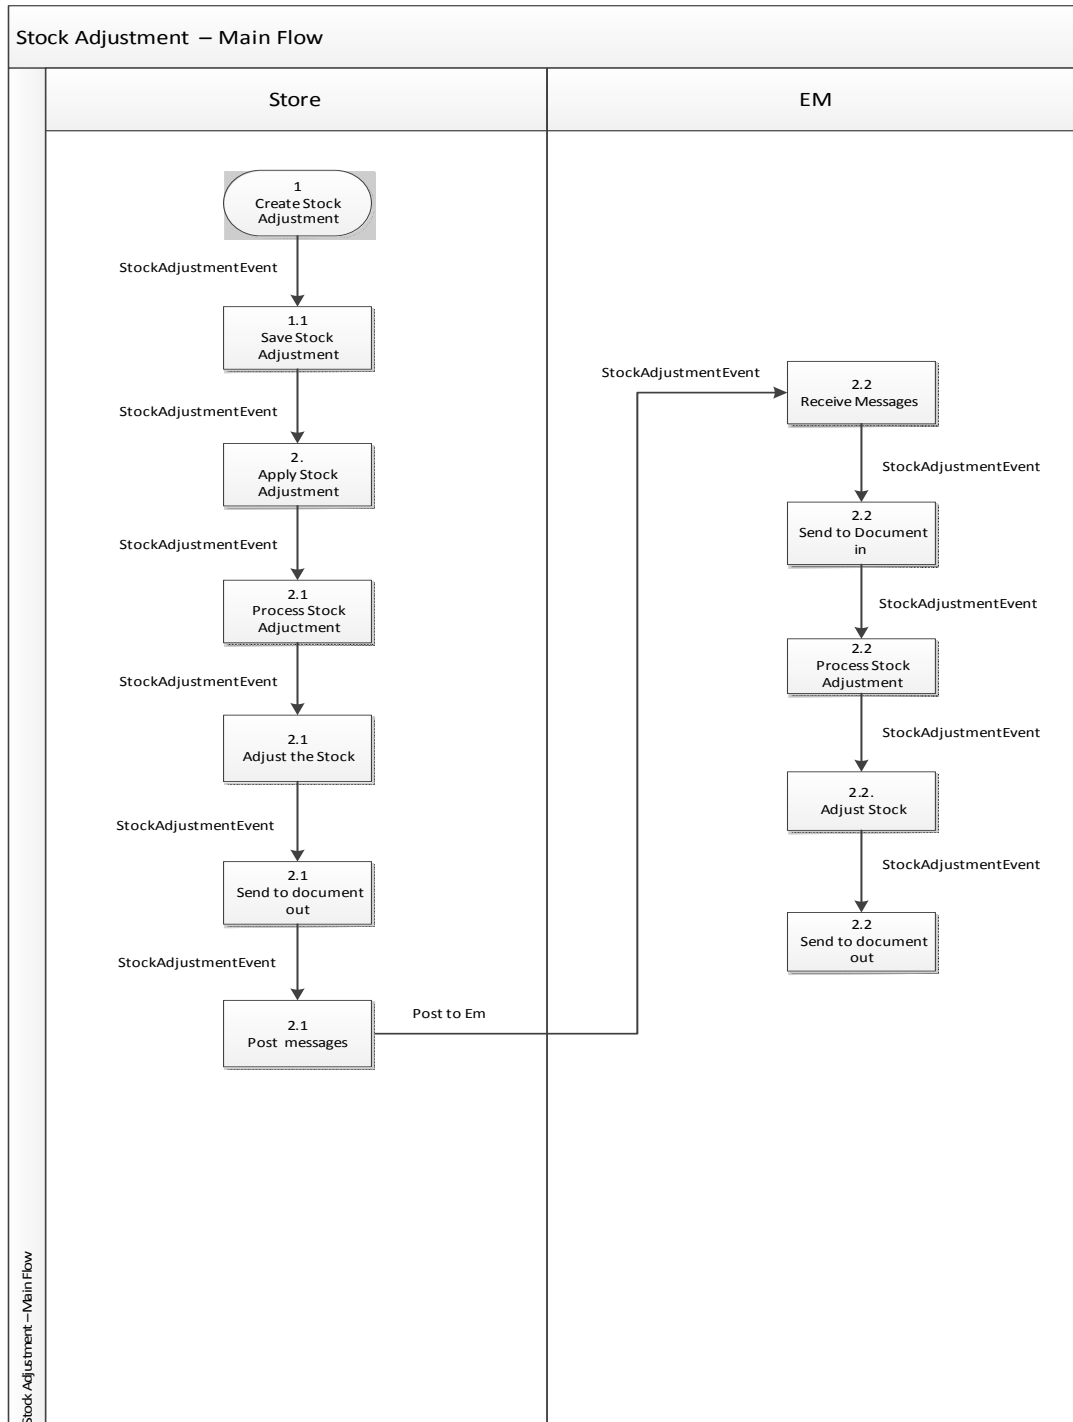 Stock Adjustment – Main Flow
Store
EM
1
Create Stock
Adjustment
StockAdjustmentEvent
1.1
Save Stock
Adjustment
StockAdjustmentEvent
2.
Apply Stock
Adjustment
StockAdjustmentEvent
2.1
Process Stock
Adjuctment
StockAdjustmentEvent
2.1
Adjust the Stock
StockAdjustmentEvent
2.1
Send to document
out
StockAdjustmentEvent
2.1
Post messages
Post to Em
StockAdjustmentEvent
2.2
Receive Messages
StockAdjustmentEvent
2.2
Send to Document
in
StockAdjustmentEvent
2.2
Process Stock
Adjustment
StockAdjustmentEvent
2.2.
Adjust Stock
StockAdjustmentEvent
2.2
Send to document
out
Stock Adjustment – Main Flow